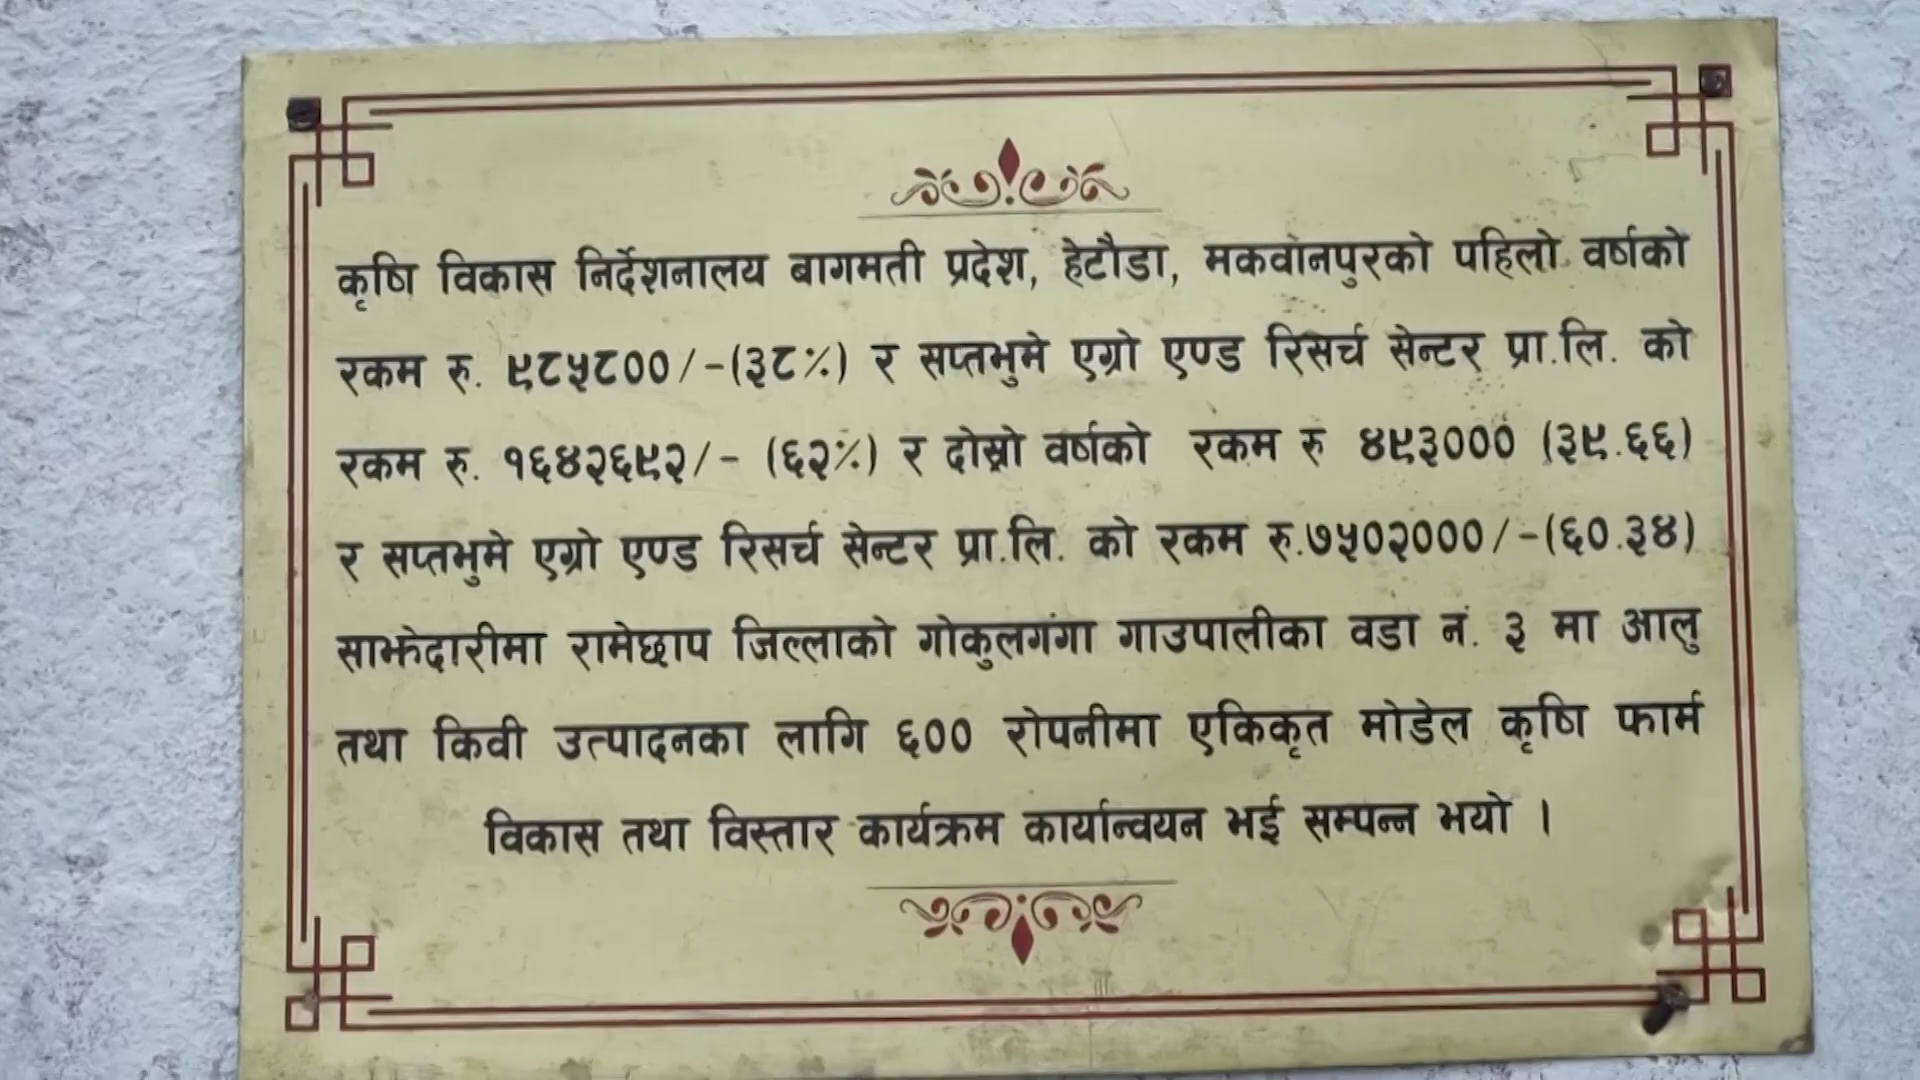 कृषि विकास निर्देशनालय बागमती प्रदेश, हेटौडा, मकवानपुरको पहिलो वर्षको
रकम रु. ९८५८००/-(३८%) र सप्तभुमे एग्रो एण्ड रिसर्च सेन्टर प्रा.लि. को
रकम रु. १६४२६९२/- (६२%) र दोस्रो वर्षको रकम रु ४९३००० (३९.६६)
र सप्तभुमे एग्रो एण्ड रिसर्च सेन्टर प्रा.लि. को रकम रु.७५०२०००/-(६०.३४)
साझेदारीमा रामेछाप जिल्लाको गोकुलगंगा गाउपालीका वडा नं. ३ मा आलु
तथा किवी उत्पादनका लागि ६०० रोपनीमा एकिकृत मोडेल कृषि फार्म
विकास तथा विस्तार कार्यक्रम कार्यान्वयन भई सम्पन्न भयो ।